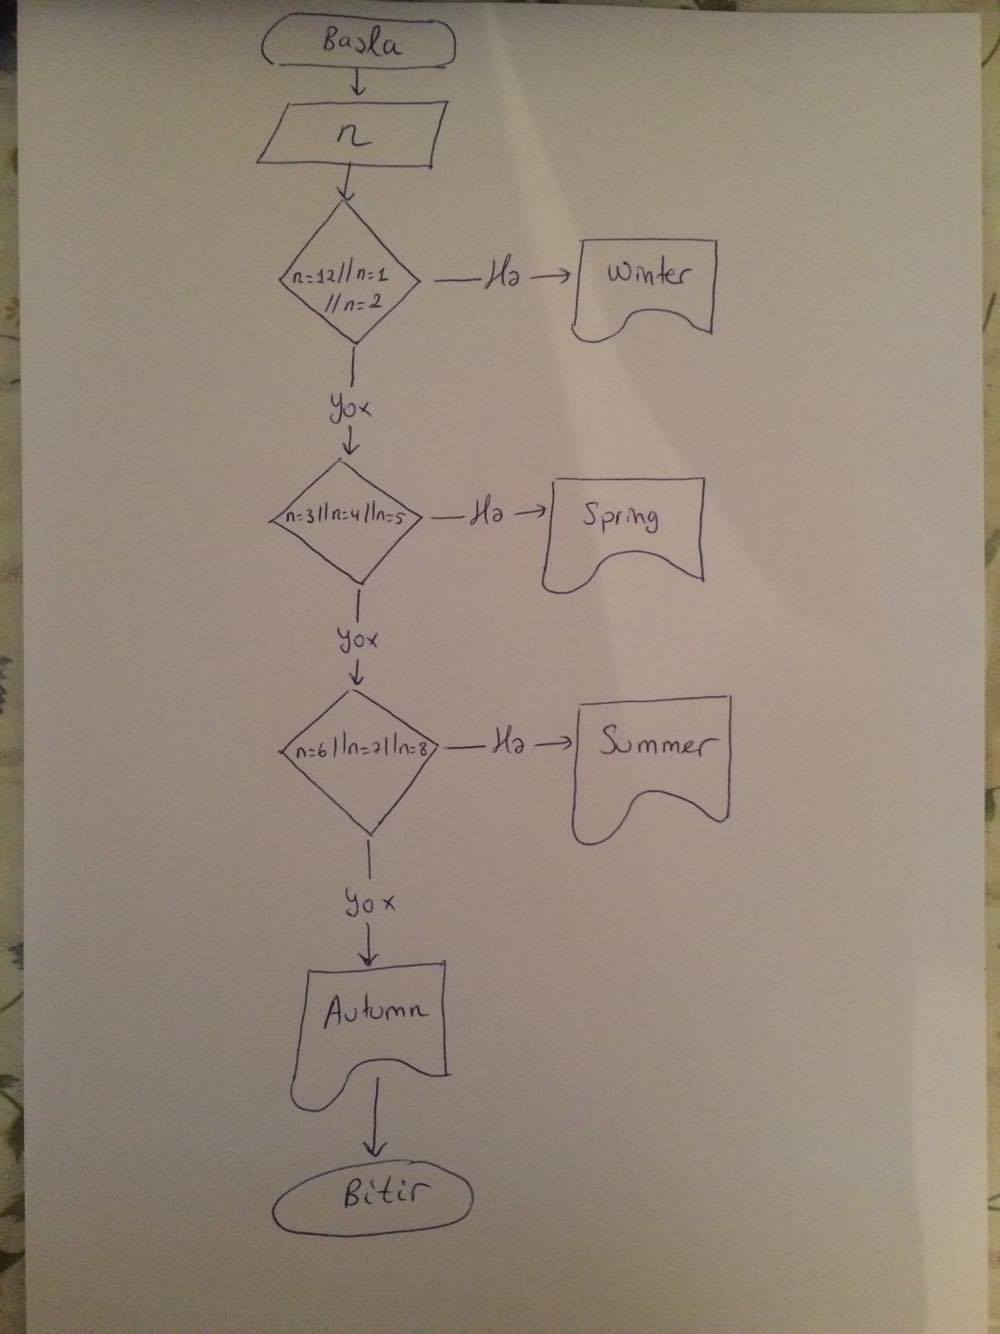 Başla
n
n=12//n=1
//n=2
Hə
Winter
Yox
n=3//n=4//n=5
Hə
Spring
Yox
n=6//n=7//n=8
Hə
Summer
Yox
Autumn
Bitir